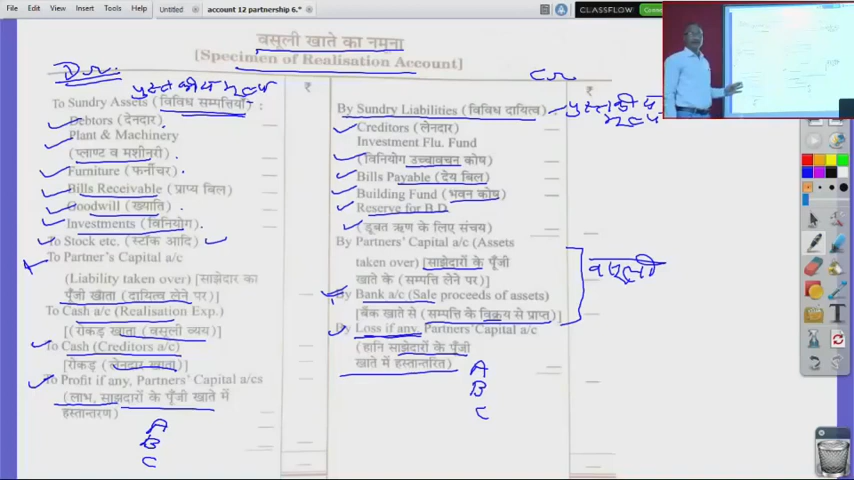 File Edit View Insert Tools Help
Untitled account 12 partnership 6.*
CLASSFLOW
वसूली खाते का नमूना
[Specimen of Realisation Account]
Dr.
Cr
पुस्तकीय मूल्य
₹
₹
To Sundry Assets (विविध सम्पत्तियाँ) :
Debtors (देनदार)
Plant & Machinery
(प्लाण्ट व मशीनरी)
Furniture (फर्नीचर)
Bills Receivable (प्राप्य बिल)
Goodwill (ख्याति)
Investments (विनियोग)
To Stock etc. (स्टॉक आदि)
To Partner's Capital a/c
(Liability taken over) [साझेदार का
पूँजी खाता (दायित्व लेने पर)
To Cash a/c (Realisation Exp.)
[(रोकड़ खाता (वसूली व्यय)
To Cash (Creditors a/c)
[रोकड़ (लेनदार खाता)]
To Profit if any, Partners' Capital a/cs
(लाभ, साझदारों के पूँजी खाते में
हस्तान्तरण)
A
B
C
By Sundry Liabilities (विविध दायित्व)
पुस्तकीय
मूल्य
Creditors (लेनदार)
Investment Flu. Fund
(विनियोग उच्चावचन कोष)
Bills Payable (देय बिल)
Building Fund (भवन कोष)
Reserve for B.D.
(डूबत ऋण के लिए संचय)
By Partners' Capital a/c (Assets
taken over) [साझेदारों के पूँजी
खाते के (सम्पत्ति लेने पर)
वसूली
By Bank a/c (Sale proceeds of assets)
[बैंक खाते से (सम्पत्ति के विक्रय से प्राप्त)]
By Loss if any, Partners' Capital a/c
(हानि साझेदारों के पूँजी
खाते में हस्तान्तरित)
A
B
C